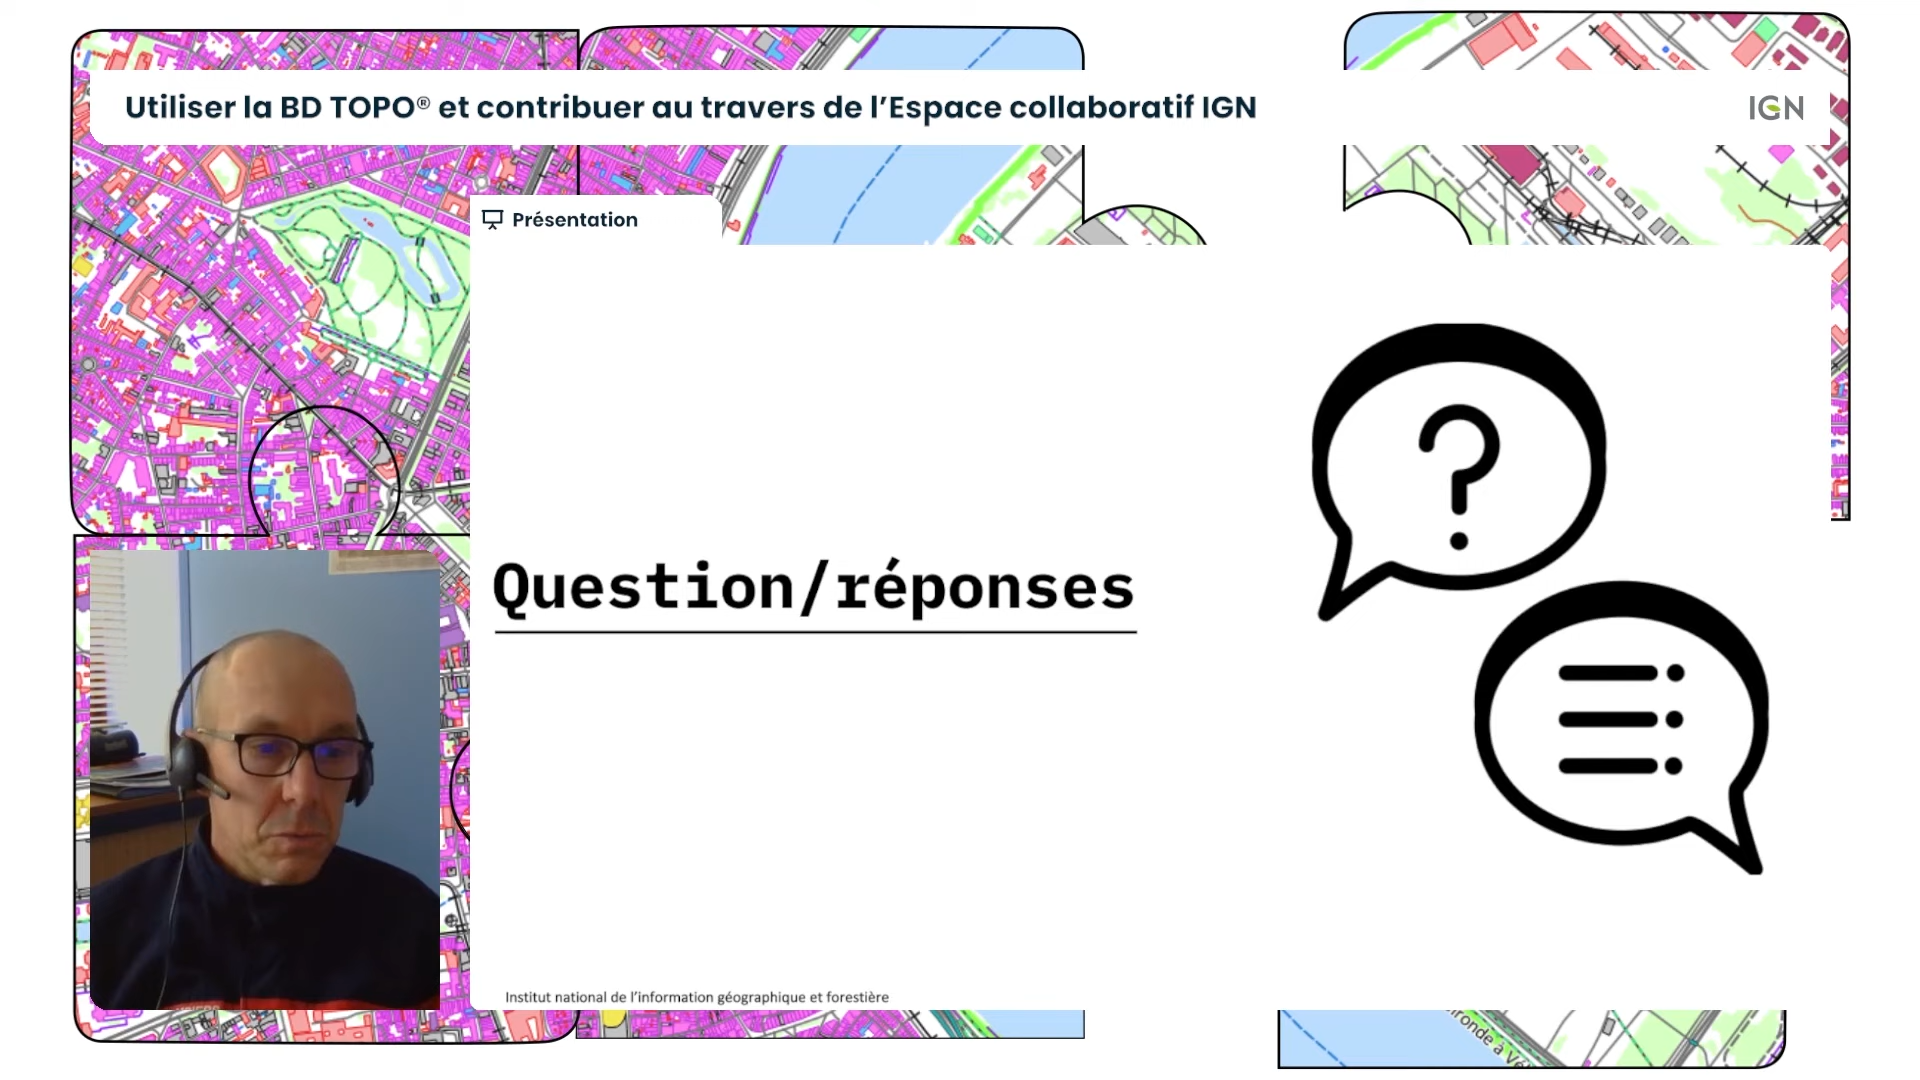 Utiliser la BD TOPO® et contribuer au travers de l'Espace collaboratif IGN
IGN
Présentation
Question/réponses
Institut national de l'information géographique et forestière